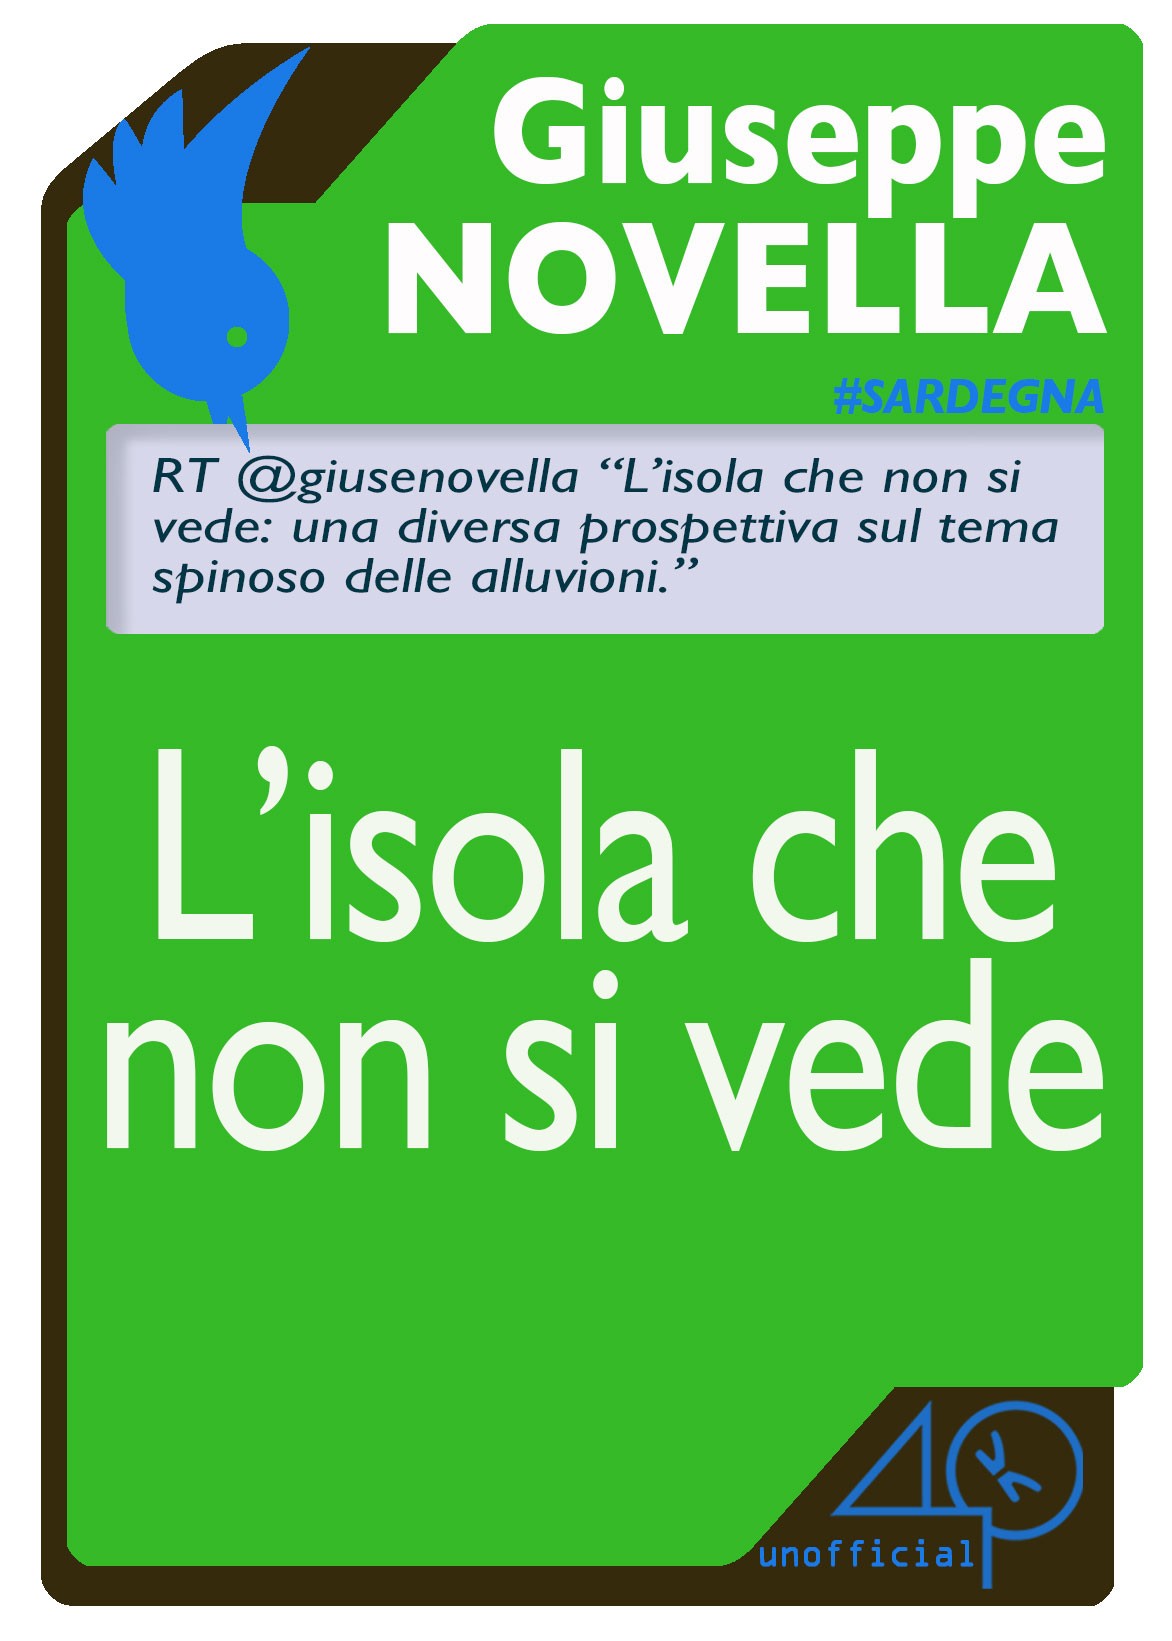 Giuseppe
NOVELLA
#SARDEGNA
RT @giusenovella “L’isola che non si
vede: una diversa prospettiva sul tema
spinoso delle alluvioni.”
L’isola che
non si vede
unofficial